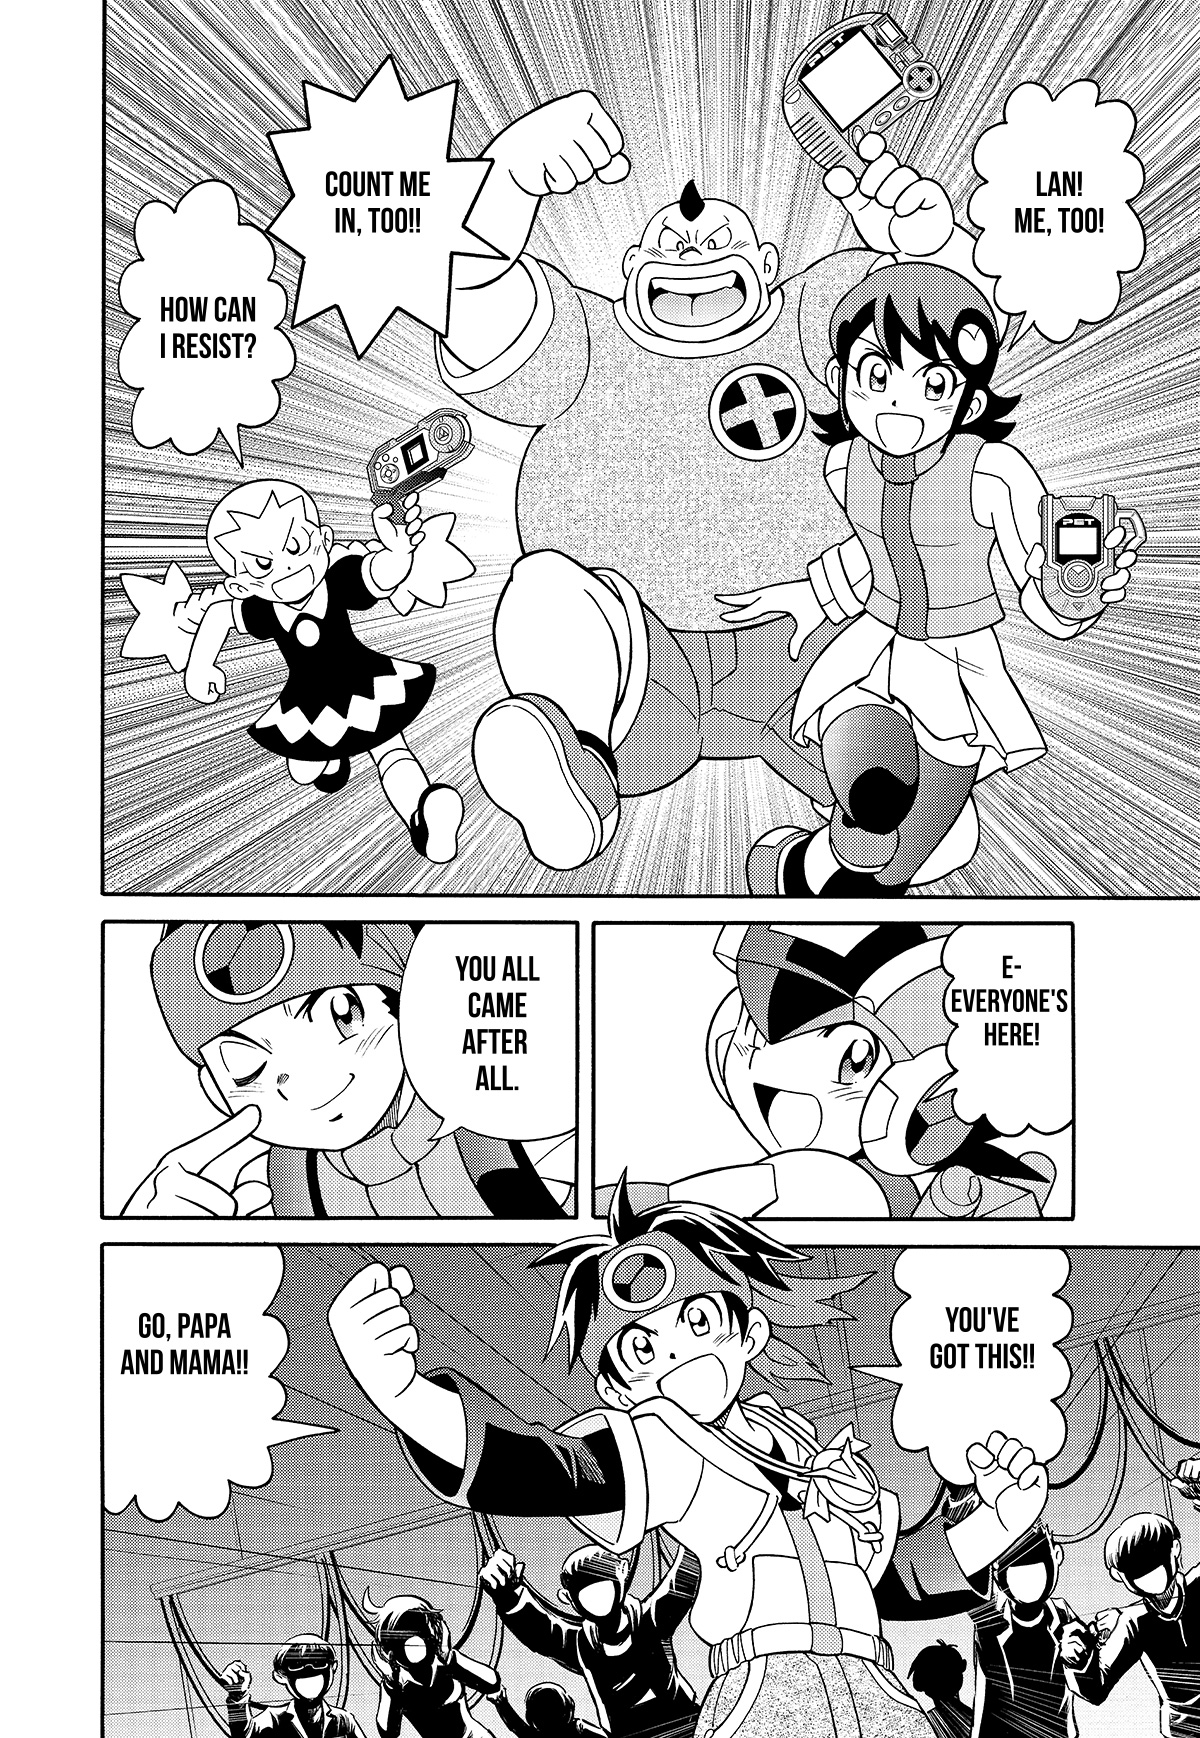 LAN!
ME, TOO!
COUNT ME
IN, TOO!!
HOW CAN
I RESIST?
PET
PET
E-
EVERYONE'S
HERE!
YOU ALL
CAME
AFTER
ALL.
YOU'VE
GOT THIS!!
GO, PAPA
AND MAMA!!